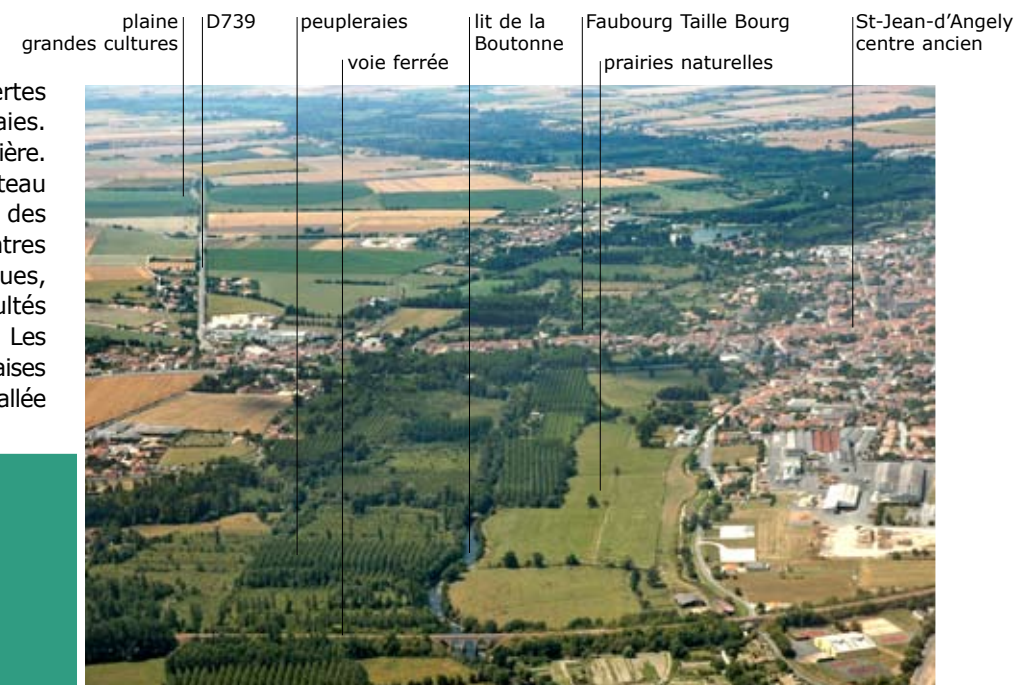 plaine
grandes cultures
D739
peupleraies
voie ferrée
lit de la
Boutonne
Faubourg Taille Bourg
prairies naturelles
St-Jean-d’Angely
centre ancien
ertes
aies.
ière.
teau
des
ntres
ues,
ultés
Les
aises
allée